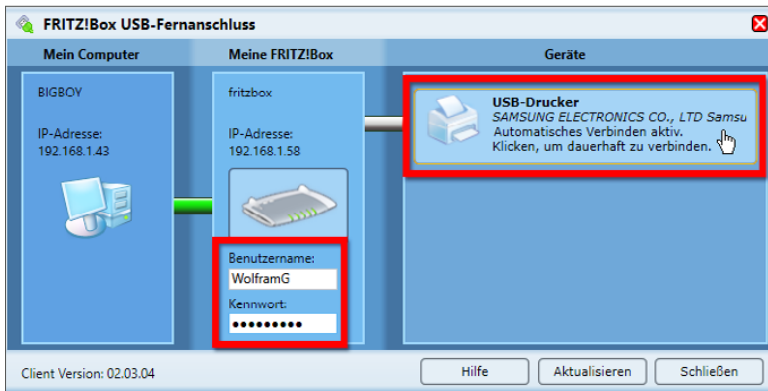 FRITZ!Box USB-Fernanschluss
Mein Computer
Meine FRITZ!Box
Geräte
BIGBOY
IP-Adresse:
192.168.1.43
fritzbox
IP-Adresse:
192.168.1.58
Benutzername:
WolframG
Kennwort:
•••••••••
USB-Drucker
SAMSUNG ELECTRONICS CO., LTD Samsu
Automatisches Verbinden aktiv.
Klicken, um dauerhaft zu verbinden.
Client Version: 02.03.04
Hilfe
Aktualisieren
Schließen